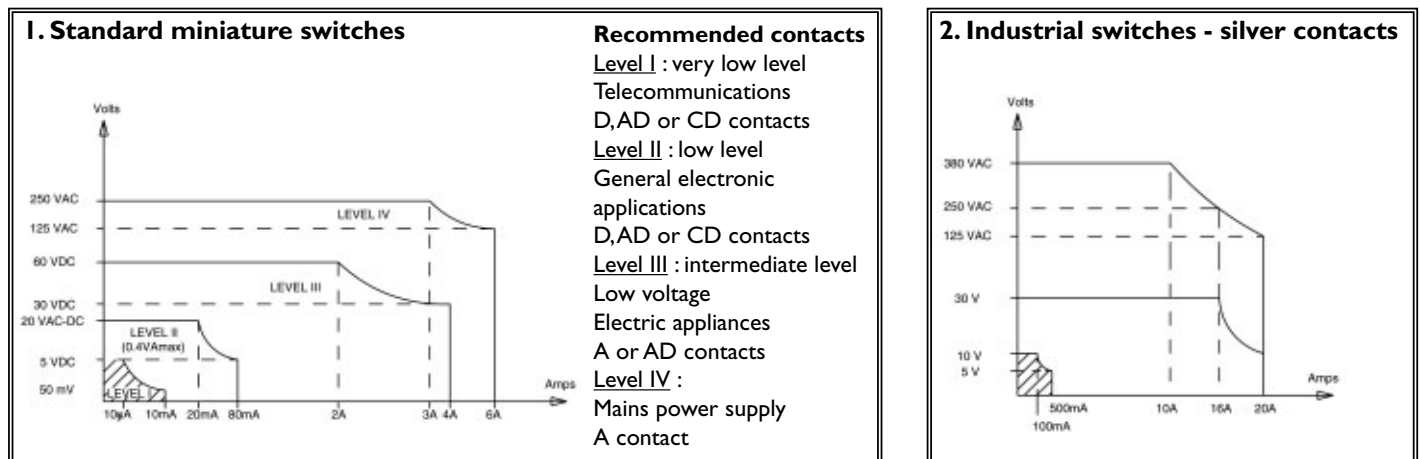 1. Standard miniature switches
Volts
250 VAC
LEVEL IV
125 VAC
60 VDC
LEVEL III
30 VDC
20 VAC-DC
LEVEL II
(0.4VAmax)
5 VDC
50 mV
LEVEL I
Amps
10µA 10mA 20mA 80mA 2A 3A 4A 6A
Recommended contacts
Level I : very low level
Telecommunications
D,AD or CD contacts
Level II : low level
General electronic
applications
D,AD or CD contacts
Level III : intermediate level
Low voltage
Electric appliances
A or AD contacts
Level IV :
Mains power supply
A contact
2. Industrial switches - silver contacts
Volts
380 VAC
250 VAC
125 VAC
30 V
10 V
5 V
Amps
500mA 10A 16A 20A
100mA